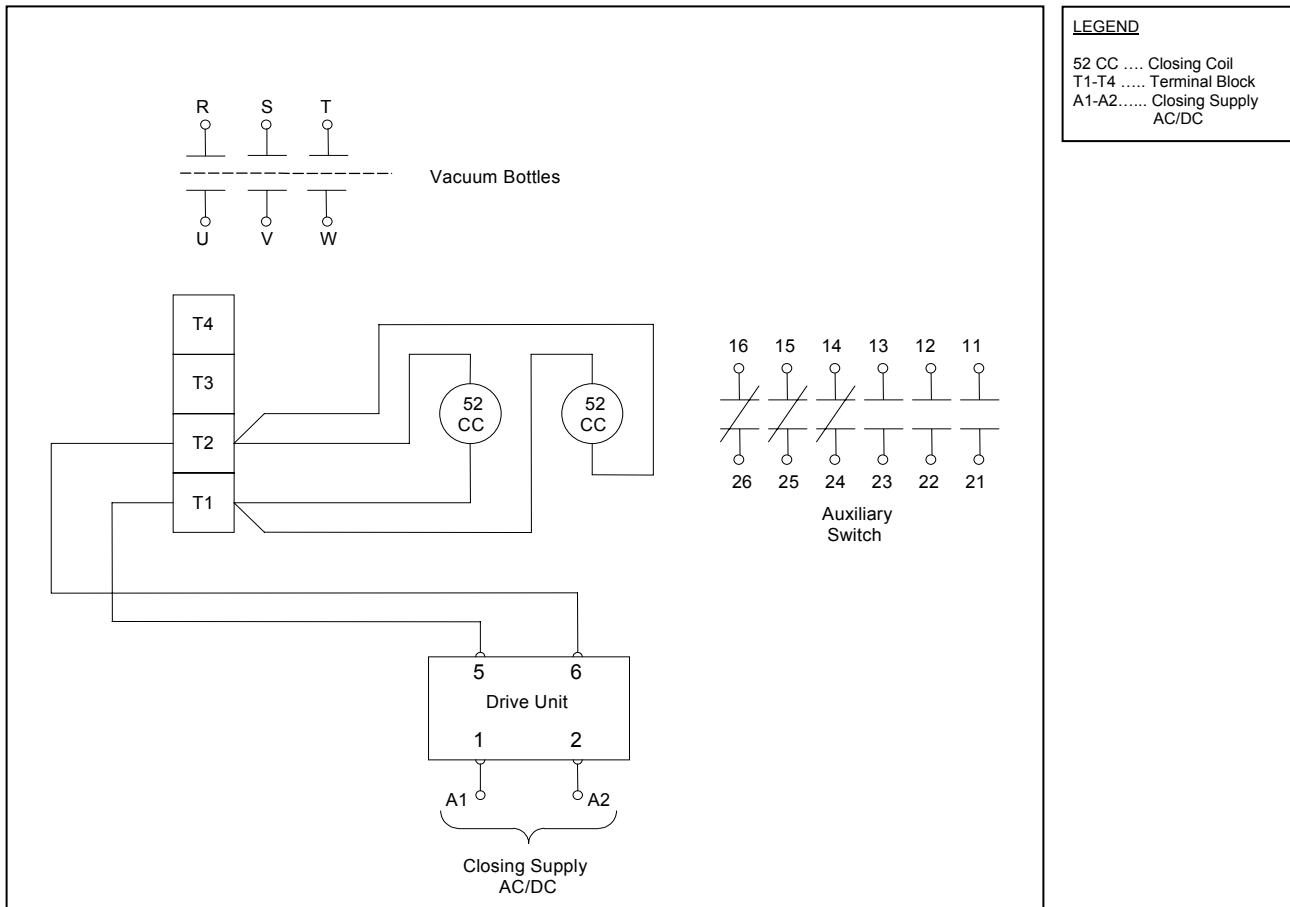 LEGEND
52 CC …. Closing Coil
T1-T4 ….. Terminal Block
A1-A2…... Closing Supply
AC/DC
R S T
Vacuum Bottles
U V W
T4
T3
T2
T1
52
CC
52
CC
16 15 14 13 12 11
26 25 24 23 22 21
Auxiliary
Switch
5 6
Drive Unit
1 2
A1 A2
Closing Supply
AC/DC